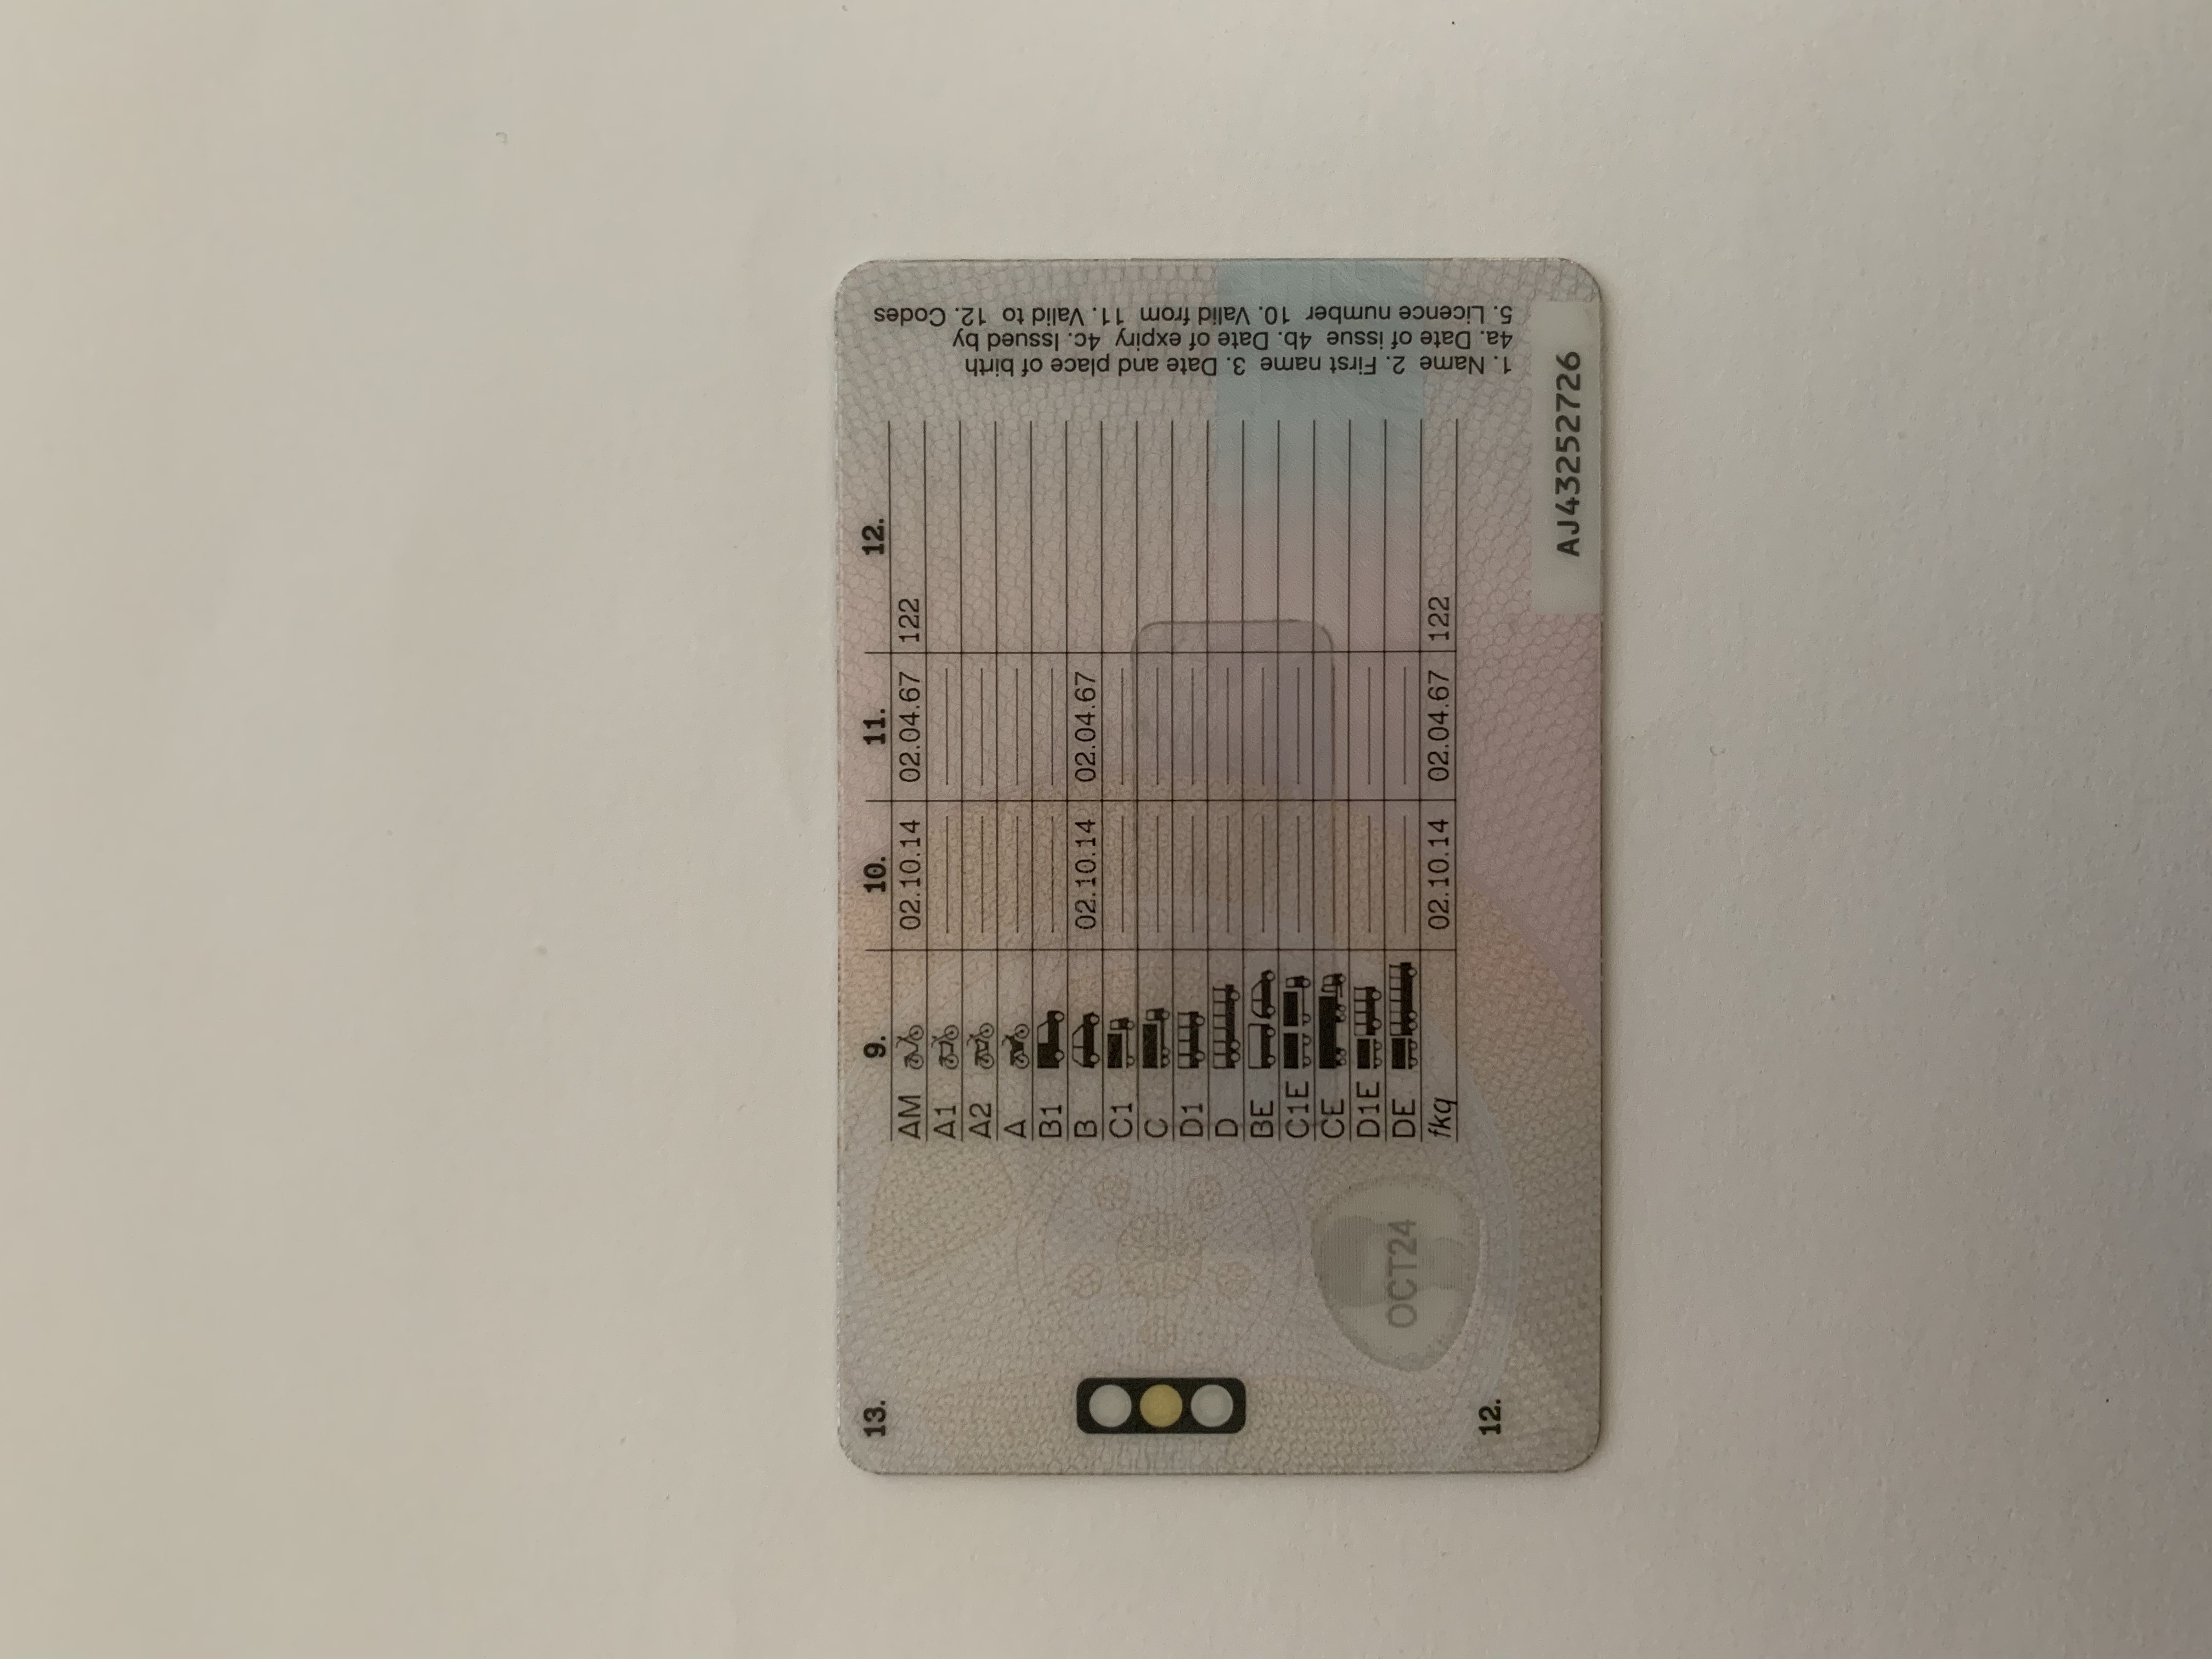 13.
9. 10. 11. 12.
AM 02.10.14 02.04.67 122
A1
A2
A
B1
B 02.10.14 02.04.67
C1
C
D1
D
BE
C1E
CE
D1E
DE
fkq 02.10.14 02.04.67 122
OCT24
12.
1. Name 2. First name 3. Date and place of birth
4a. Date of issue 4b. Date of expiry 4c. Issued by
5. Licence number 10. Valid from 11. Valid to 12. Codes
AJ43252726